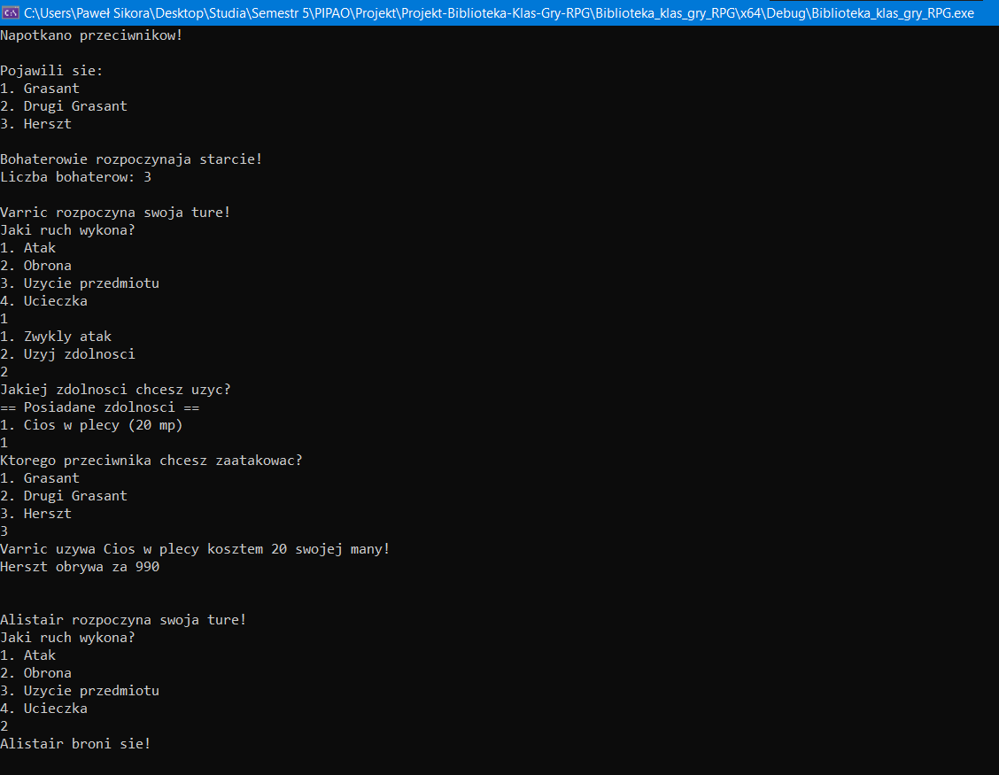 C:\Users\Paweł Sikora\Desktop\Studia\Semestr 5\PIPAO\Projekt\Projekt-Biblioteka-Klas-Gry-RPG\Biblioteka_klas_gry_RPG\x64\Debug\Biblioteka_klas_gry_RPG.exe
Napotkano przeciwnikow!
Pojawili sie:
1. Grasant
2. Drugi Grasant
3. Herszt
Bohaterowie rozpoczynaja starcie!
Liczba bohaterow: 3
Varric rozpoczyna swoja ture!
Jaki ruch wykona?
1. Atak
2. Obrona
3. Uzycie przedmiotu
4. Ucieczka
1
1. Zwykly atak
2. Uzyj zdolnosci
2
Jakiej zdolnosci chcesz uzyc?
== Posiadane zdolnosci ==
1. Cios w plecy (20 mp)
1
Ktorego przeciwnika chcesz zaatakowac?
1. Grasant
2. Drugi Grasant
3. Herszt
3
Varric uzywa Cios w plecy kosztem 20 swojej many!
Herszt obrywa za 990
Alistair rozpoczyna swoja ture!
Jaki ruch wykona?
1. Atak
2. Obrona
3. Uzycie przedmiotu
4. Ucieczka
2
Alistair broni sie!